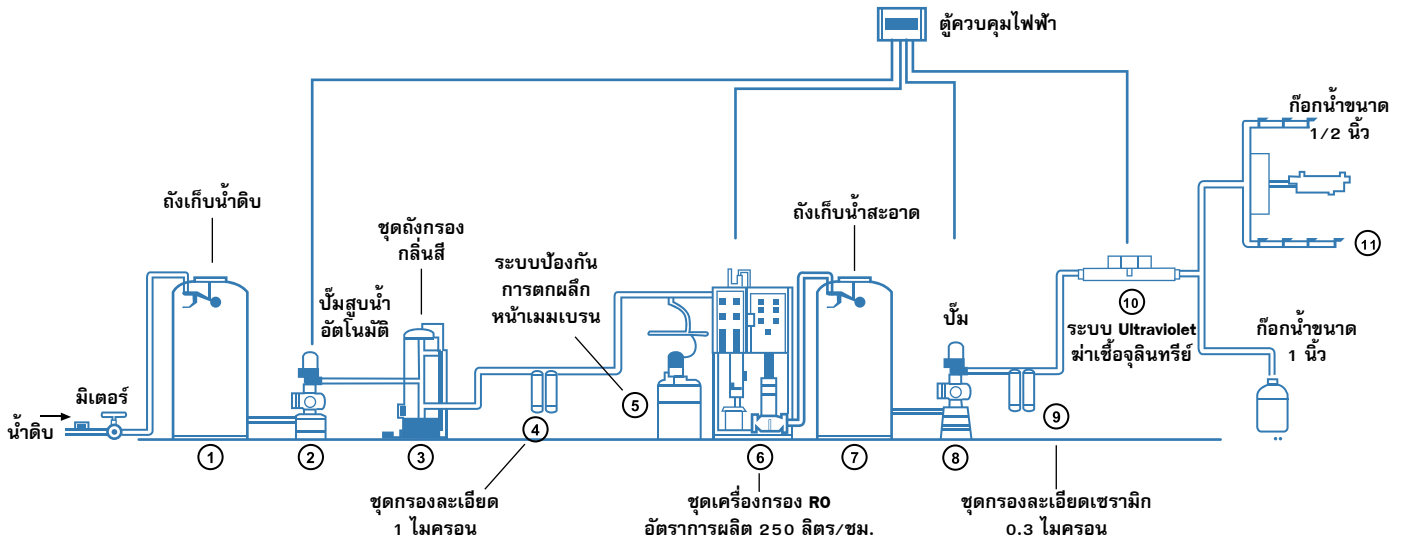 ตู้ควบคุมไฟฟ้า
ก๊อกน้ำขนาด
1/2 นิ้ว
ถังเก็บน้ำดิบ
ชุดถังกรอง
กลิ่นสี
ถังเก็บน้ำสะอาด
ระบบป้องกัน
การตกผลึก
หน้าเมมเบรน
ปั๊มสูบน้ำ
อัตโนมัติ
ปั๊ม
11
10
ระบบ Ultraviolet
ฆ่าเชื้อจุลินทรีย์
ก๊อกน้ำขนาด
1 นิ้ว
มิเตอร์
น้ำดิบ
5
4
9
1
2
3
6
7
8
ชุดกรองละเอียด
1 ไมครอน
ชุดเครื่องกรอง RO
อัตราการผลิต 250 ลิตร/ชม.
ชุดกรองละเอียดเซรามิก
0.3 ไมครอน